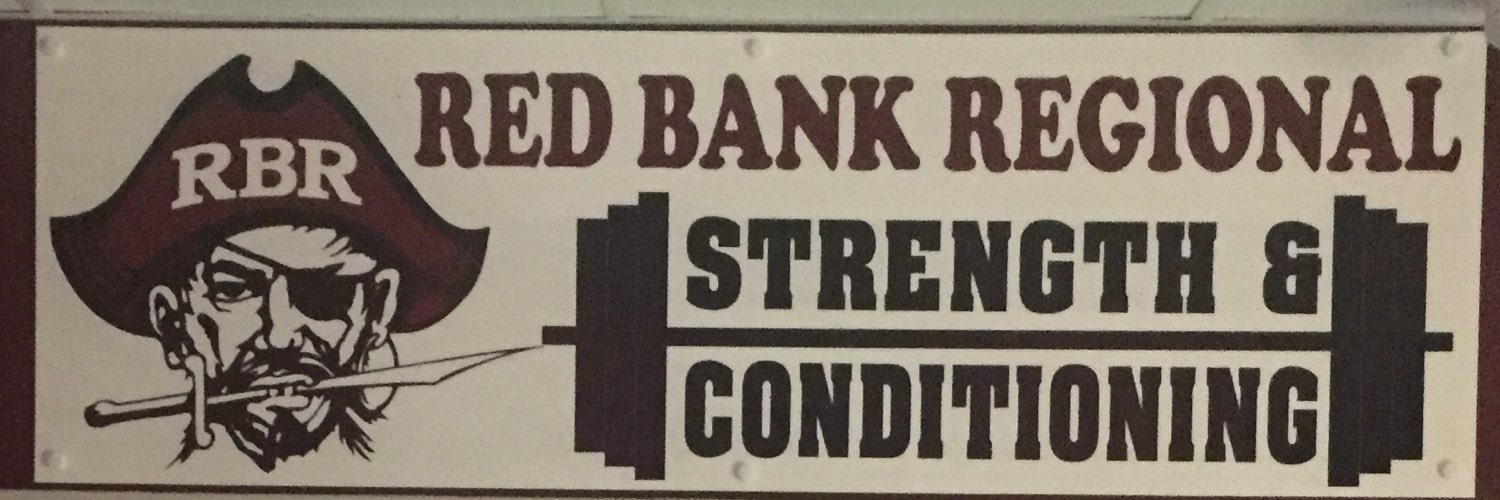 RBR
RED BANK REGIONAL
STRENGTH &
CONDITIONING